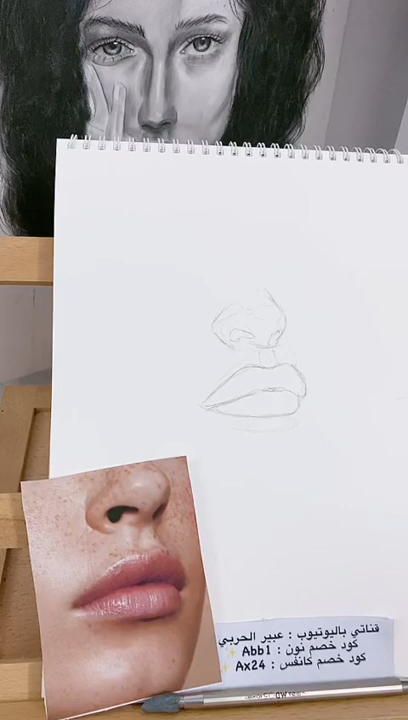 قناتي باليوتيوب : عبير الحربي
كود خصم نون : Abb1
كود خصم كانفس : Ax24